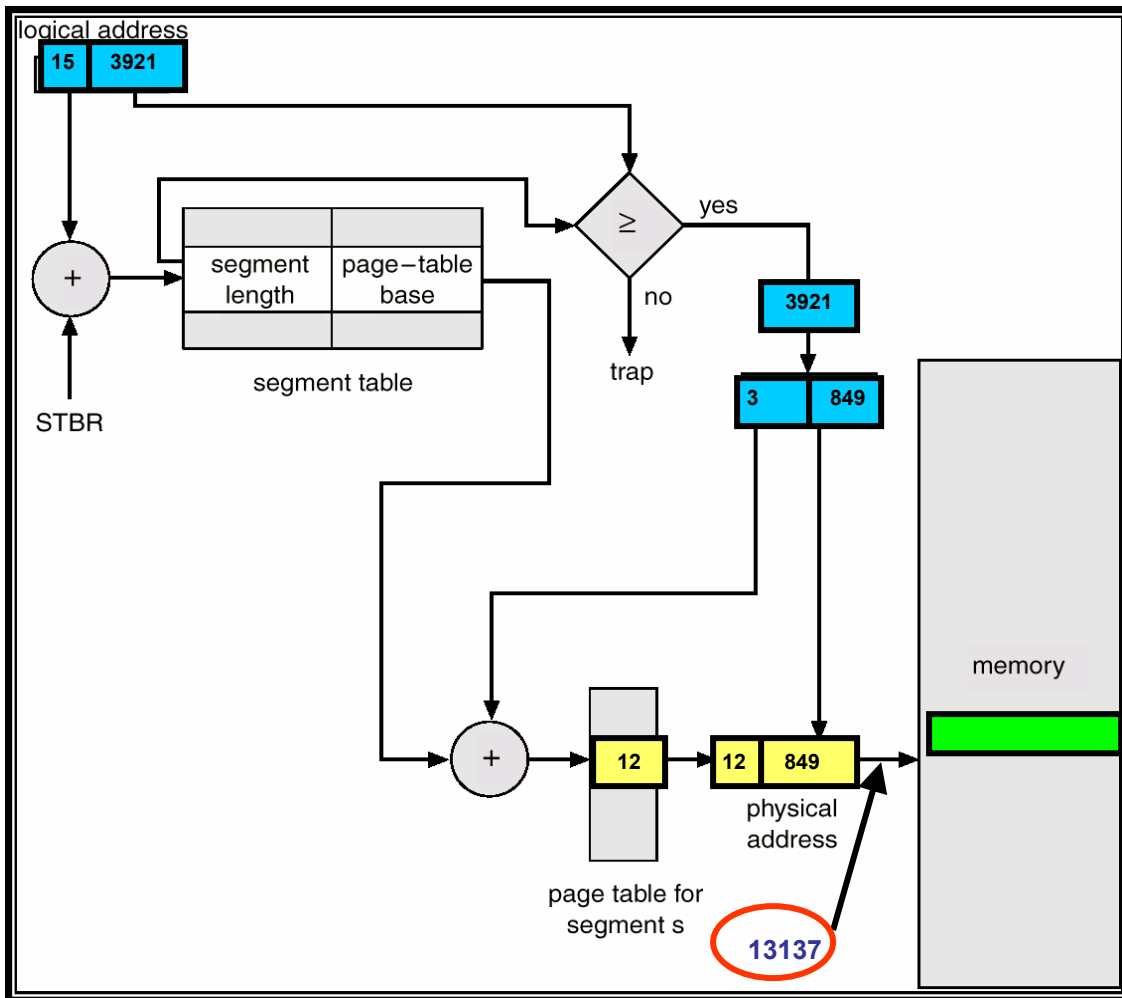 logical address
15 3921
≥
yes
segment length
page–table base
+
no
3921
trap
segment table
3 849
STBR
memory
+
12
12 849
physical address
page table for segment s
13137